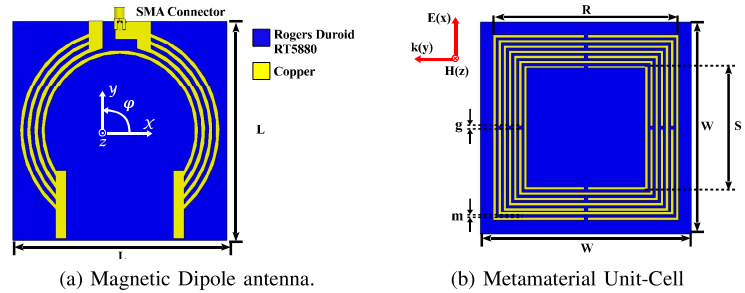 SMA Connector
Rogers Duroid
RT5880
Copper
y
φ
x
z
L
L
(a) Magnetic Dipole antenna.
E(x)
k(y)
H(z)
R
g
W
S
m
W
(b) Metamaterial Unit-Cell